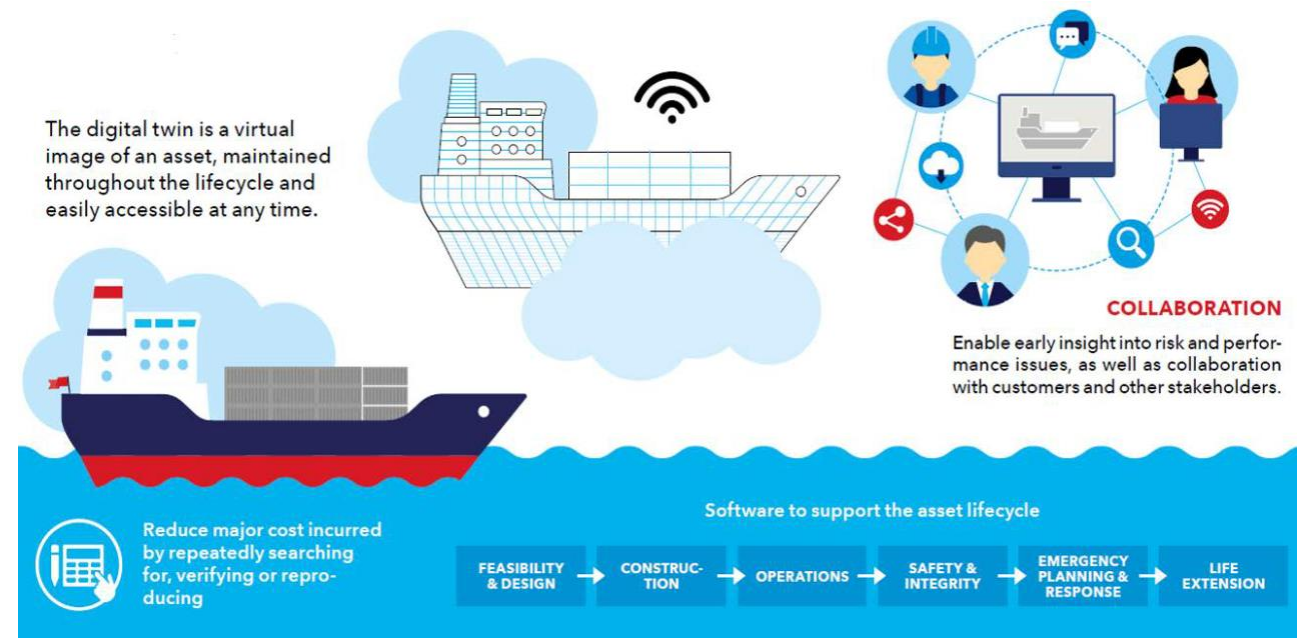 The digital twin is a virtual
image of an asset, maintained
throughout the lifecycle and
easily accessible at any time.
COLLABORATION
Enable early insight into risk and perfor-
mance issues, as well as collaboration
with customers and other stakeholders.
Reduce major cost incurred
by repeatedly searching
for, verifying or repro-
ducing
Software to support the asset lifecycle
FEASIBILITY
& DESIGN
CONSTRUC-
TION
OPERATIONS
SAFETY &
INTEGRITY
EMERGENCY
PLANNING &
RESPONSE
LIFE
EXTENSION